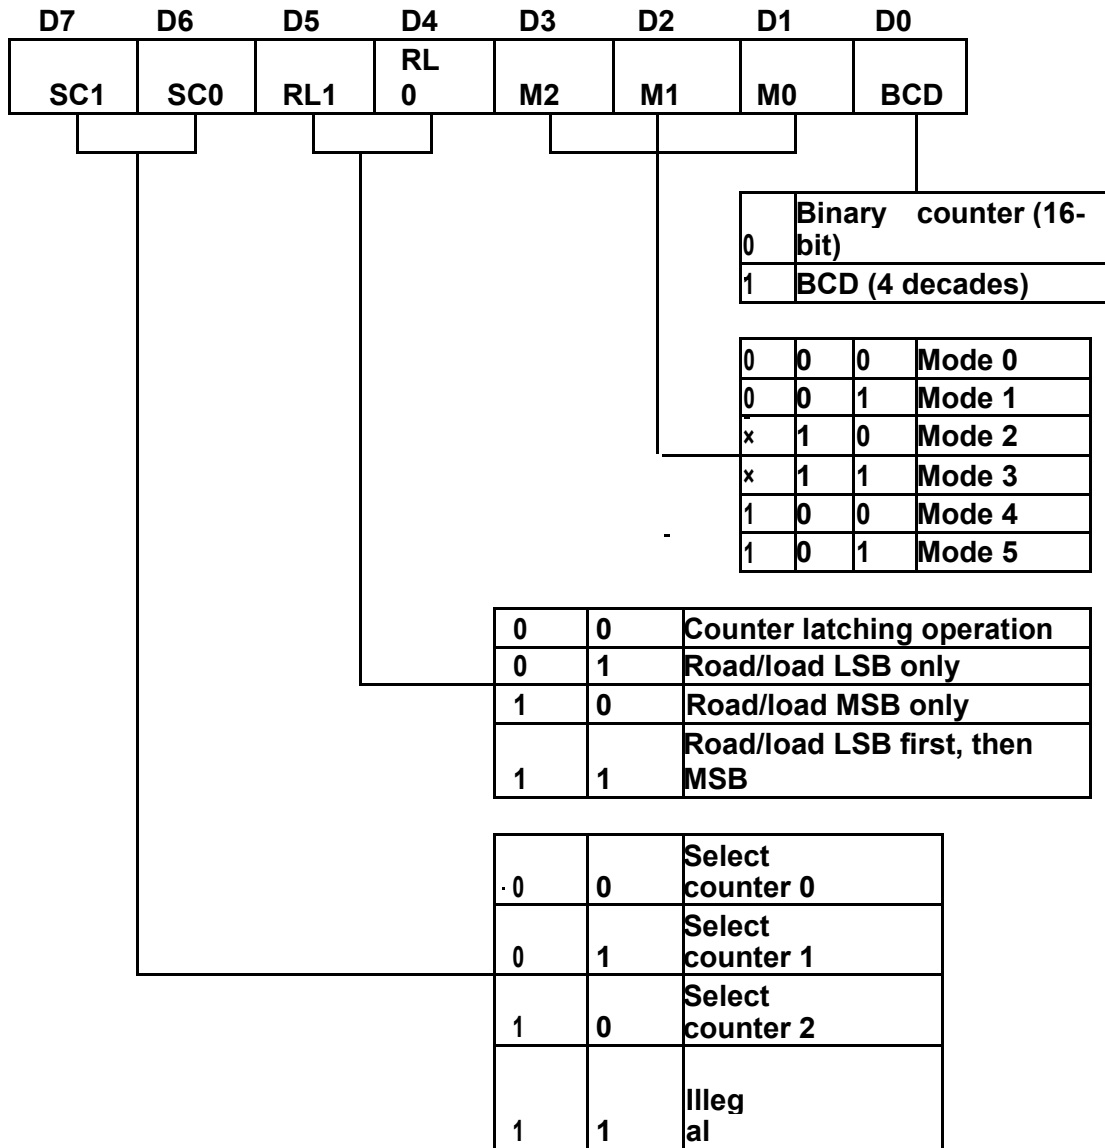 D7 D6 D5 D4 D3 D2 D1 D0
SC1 SC0 RL1 RL
0 M2 M1 M0 BCD
0 Binary counter (16-
bit)
1 BCD (4 decades)
0 0 0 Mode 0
0 0 1 Mode 1
× 1 0 Mode 2
× 1 1 Mode 3
1 0 0 Mode 4
1 0 1 Mode 5
0 0 Counter latching operation
0 1 Road/load LSB only
1 0 Road/load MSB only
1 1 Road/load LSB first, then
MSB
0 0 Select
counter 0
0 1 Select
counter 1
1 0 Select
counter 2
1 1 Illeg
al